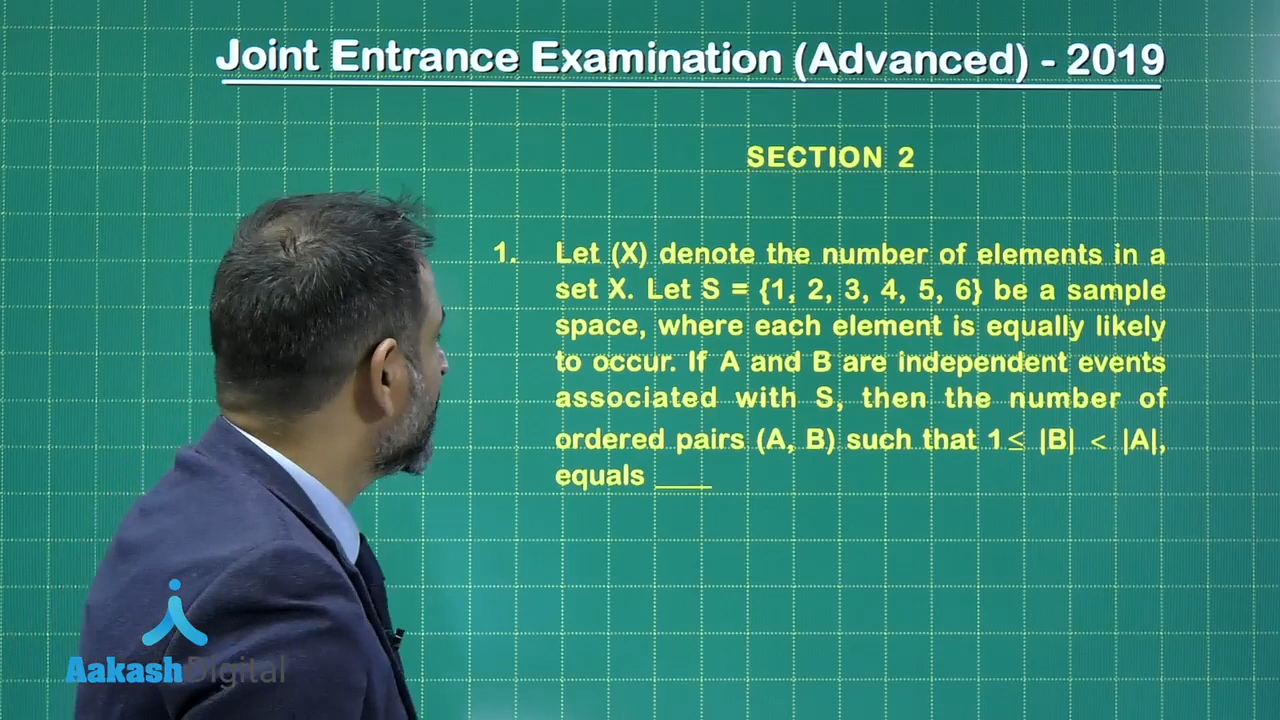 Joint Entrance Examination (Advanced) - 2019
SECTION 2
1. Let (X) denote the number of elements in a
set X. Let S = {1, 2, 3, 4, 5, 6} be a sample
space, where each element is equally likely
to occur. If A and B are independent events
associated with S, then the number of
ordered pairs (A, B) such that 1 ≤ |B| < |A|,
equals ____
AakashDigital